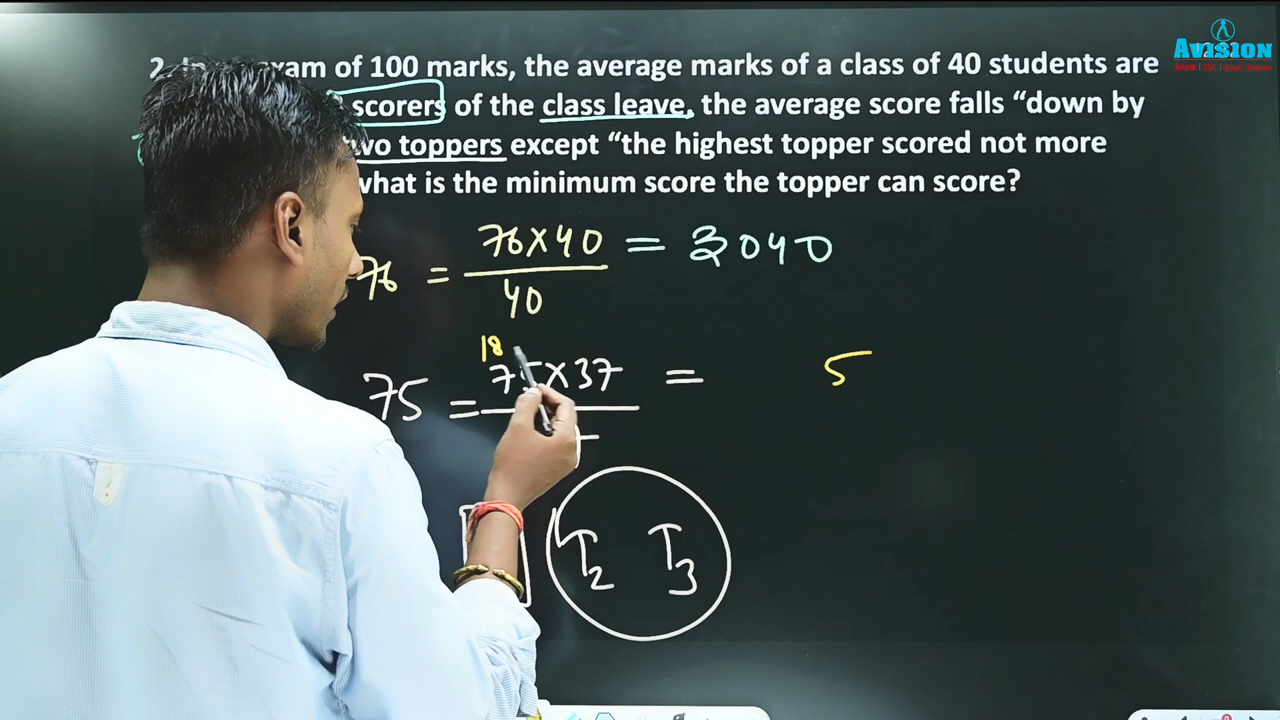 AVISION
2. In exam of 100 marks, the average marks of a class of 40 students are
scorers of the class leave, the average score falls “down by
two toppers except “the highest topper scored not more
what is the minimum score the topper can score?
76 = 76×40 = 3040
40
18
75 = 75×37 = 5
T2 T3